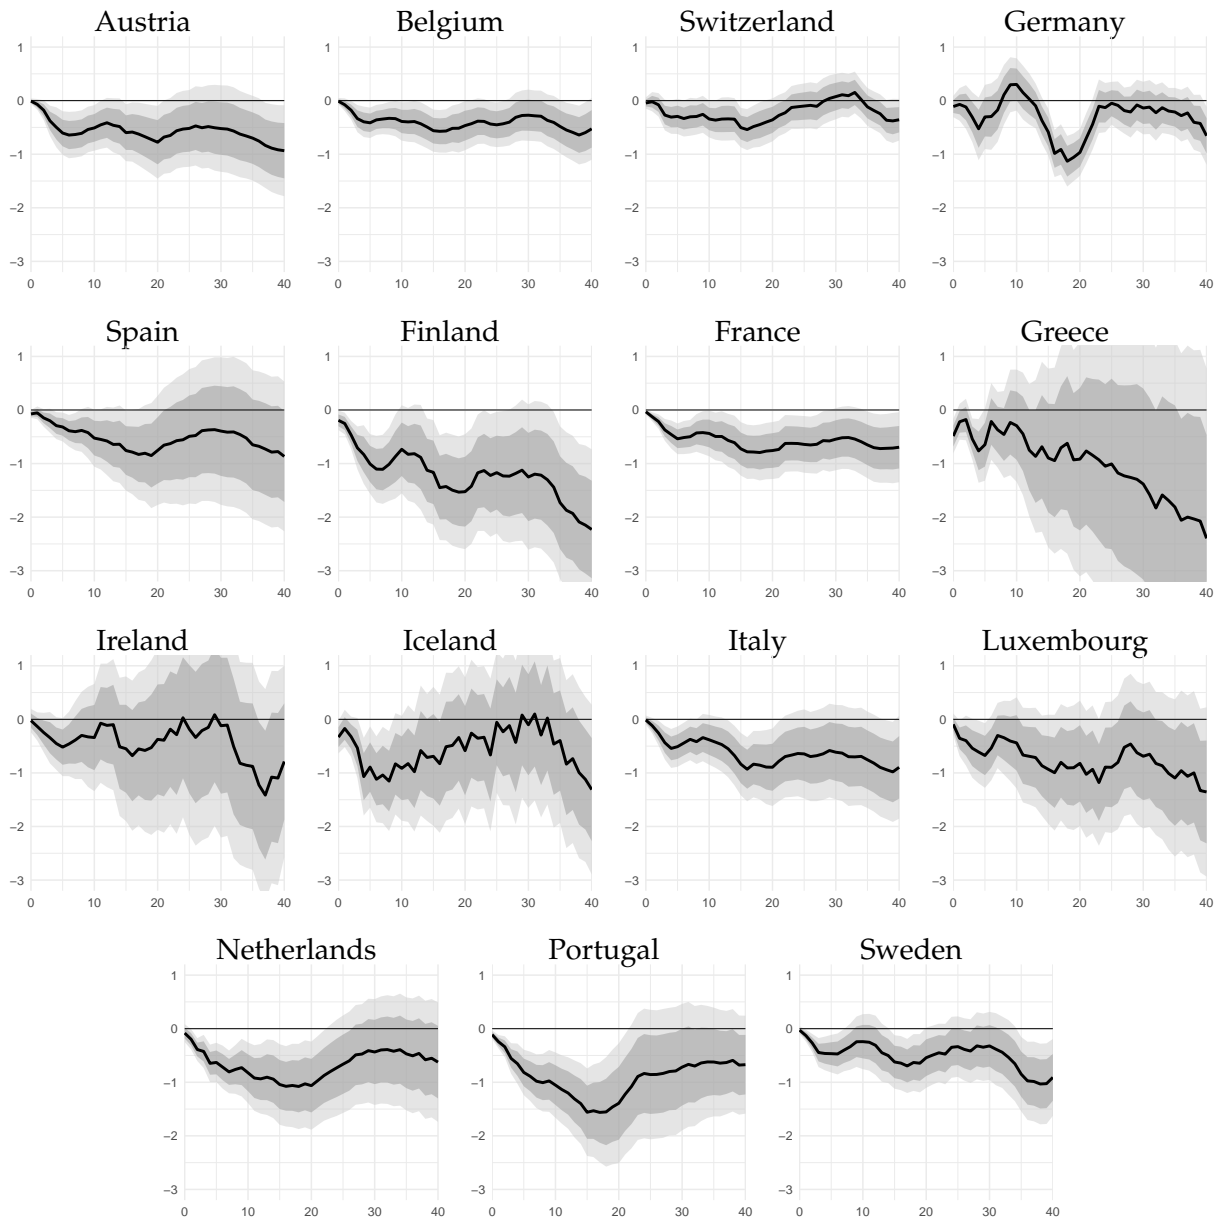 Austria Belgium Switzerland Germany
1 1 1 1
0 0 0 0
−1 −1 −1 −1
−2 −2 −2 −2
−3 −3 −3 −3
0 10 20 30 40 0 10 20 30 40 0 10 20 30 40 0 10 20 30 40
Spain Finland France Greece
1 1 1 1
0 0 0 0
−1 −1 −1 −1
−2 −2 −2 −2
−3 −3 −3 −3
0 10 20 30 40 0 10 20 30 40 0 10 20 30 40 0 10 20 30 40
Ireland Iceland Italy Luxembourg
1 1 1 1
0 0 0 0
−1 −1 −1 −1
−2 −2 −2 −2
−3 −3 −3 −3
0 10 20 30 40 0 10 20 30 40 0 10 20 30 40 0 10 20 30 40
Netherlands Portugal Sweden
1 1 1
0 0 0
−1 −1 −1
−2 −2 −2
−3 −3 −3
0 10 20 30 40 0 10 20 30 40 0 10 20 30 40